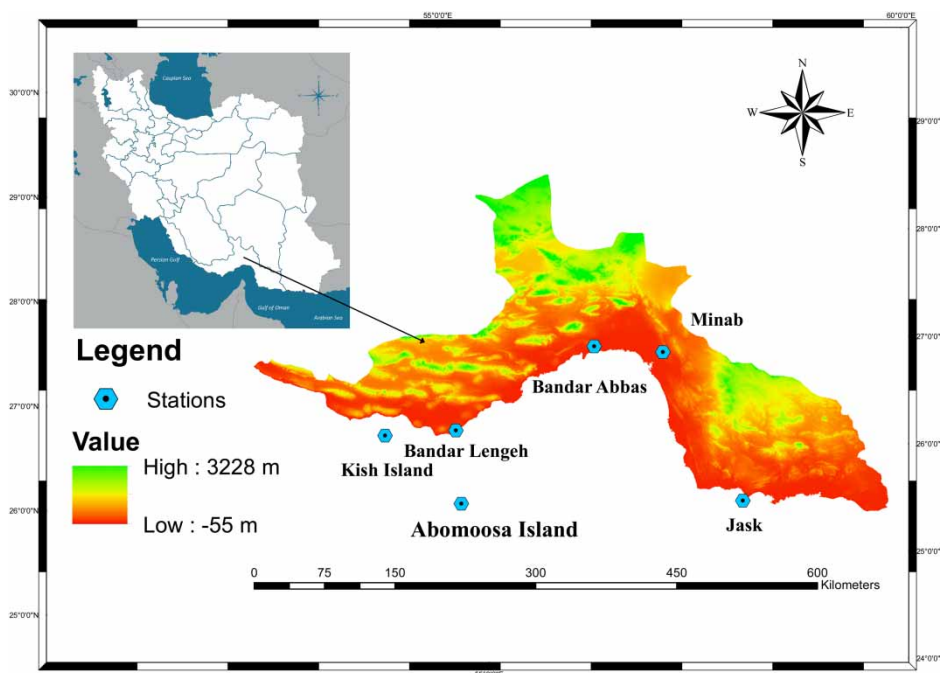 55°0'0"E
60°0'0"E
30°0'0"N
29°0'0"N
28°0'0"N
27°0'0"N
26°0'0"N
25°0'0"N
29°0'0"N
28°0'0"N
27°0'0"N
26°0'0"N
25°0'0"N
24°0'0"N
Caspian Sea
Persian Gulf
Gulf of Oman
Arabian Sea
N
W
E
S
Legend
Stations
Value
High : 3228 m
Low : -55 m
Minab
Bandar Abbas
Bandar Lengeh
Kish Island
Abomoosa Island
Jask
0 75 150 300 450 600
Kilometers